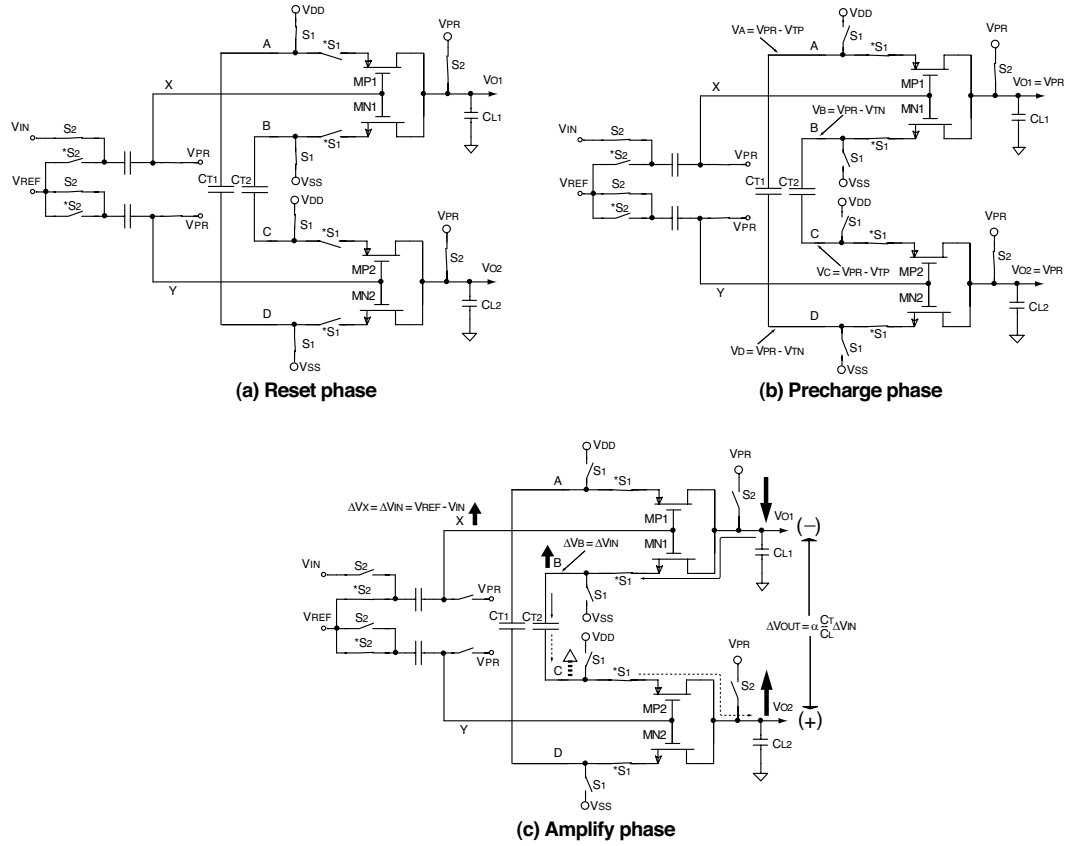 VDD
S1
*S1
A
VPR
S2
MP1
VO1
X
MN1
CL1
B
*S1
S1
VIN
S2
*S2
VPR
VSS
VREF
S2
CT1
CT2
VDD
*S2
VPR
S1
C
*S1
VPR
S2
MP2
VO2
Y
MN2
CL2
D
*S1
S1
VSS
(a) Reset phase
VDD
VA = VPR - VTP
S1
*S1
A
VPR
S2
MP1
VO1 = VPR
X
MN1
CL1
VB = VPR - VTN
B
*S1
S1
VIN
S2
*S2
VPR
VSS
VREF
S2
CT1
CT2
VDD
*S2
VPR
S1
C
*S1
VPR
S2
VC = VPR - VTP
MP2
VO2 = VPR
Y
MN2
CL2
D
*S1
S1
VD = VPR - VTN
VSS
(b) Precharge phase
VDD
S1
*S1
A
VPR
S2
ΔVX = ΔVIN = VREF - VIN
X
MP1
VO1
(−)
MN1
CL1
ΔVB = ΔVIN
B
*S1
S1
VIN
S2
*S2
VPR
VSS
VREF
S2
CT1
CT2
VDD
*S2
VPR
S1
C
*S1
VPR
S2
ΔVOUT = α CT/CL ΔVIN
MP2
VO2
(+)
Y
MN2
CL2
D
*S1
S1
VSS
(c) Amplify phase